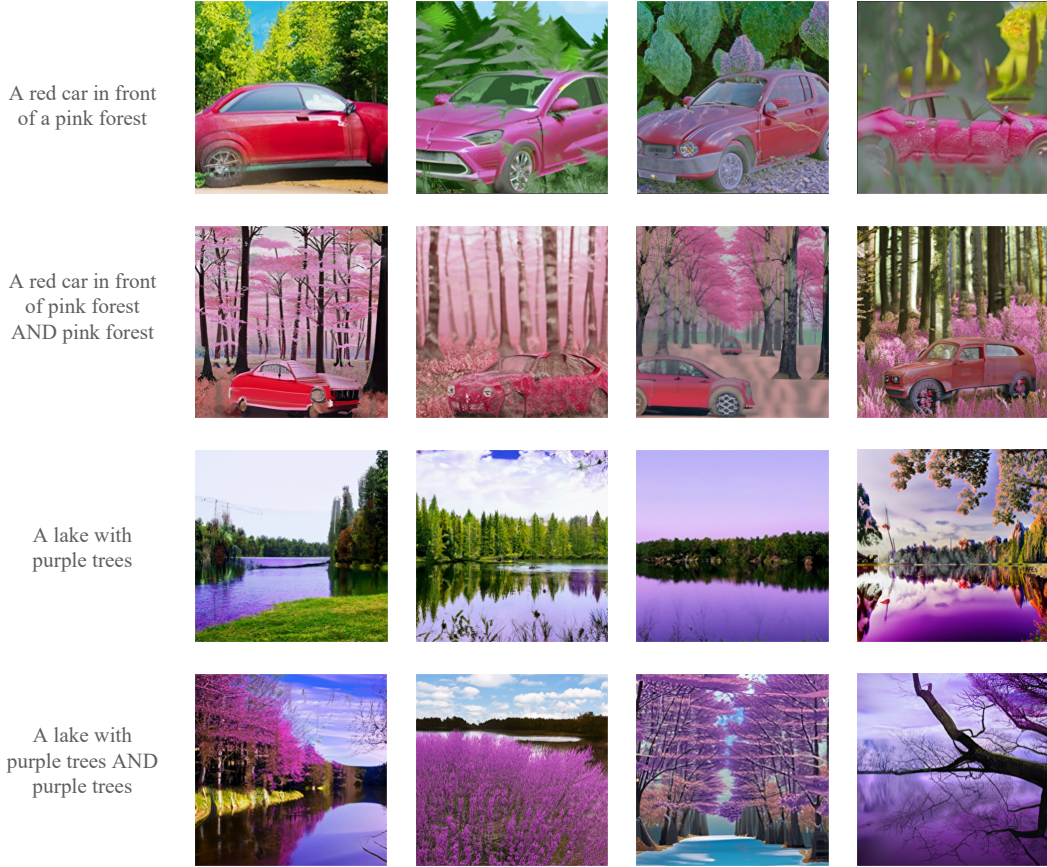 A red car in front
of a pink forest
A red car in front
of pink forest
AND pink forest
A lake with
purple trees
A lake with
purple trees AND
purple trees